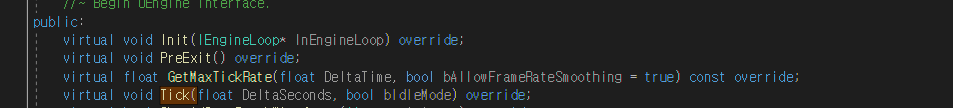 //~ Begin UEngine interface.
public:
virtual void Init(IEngineLoop* InEngineLoop) override;
virtual void PreExit() override;
virtual float GetMaxTickRate(float DeltaTime, bool bAllowFrameRateSmoothing = true) const override;
virtual void Tick(float DeltaSeconds, bool bIdleMode) override;